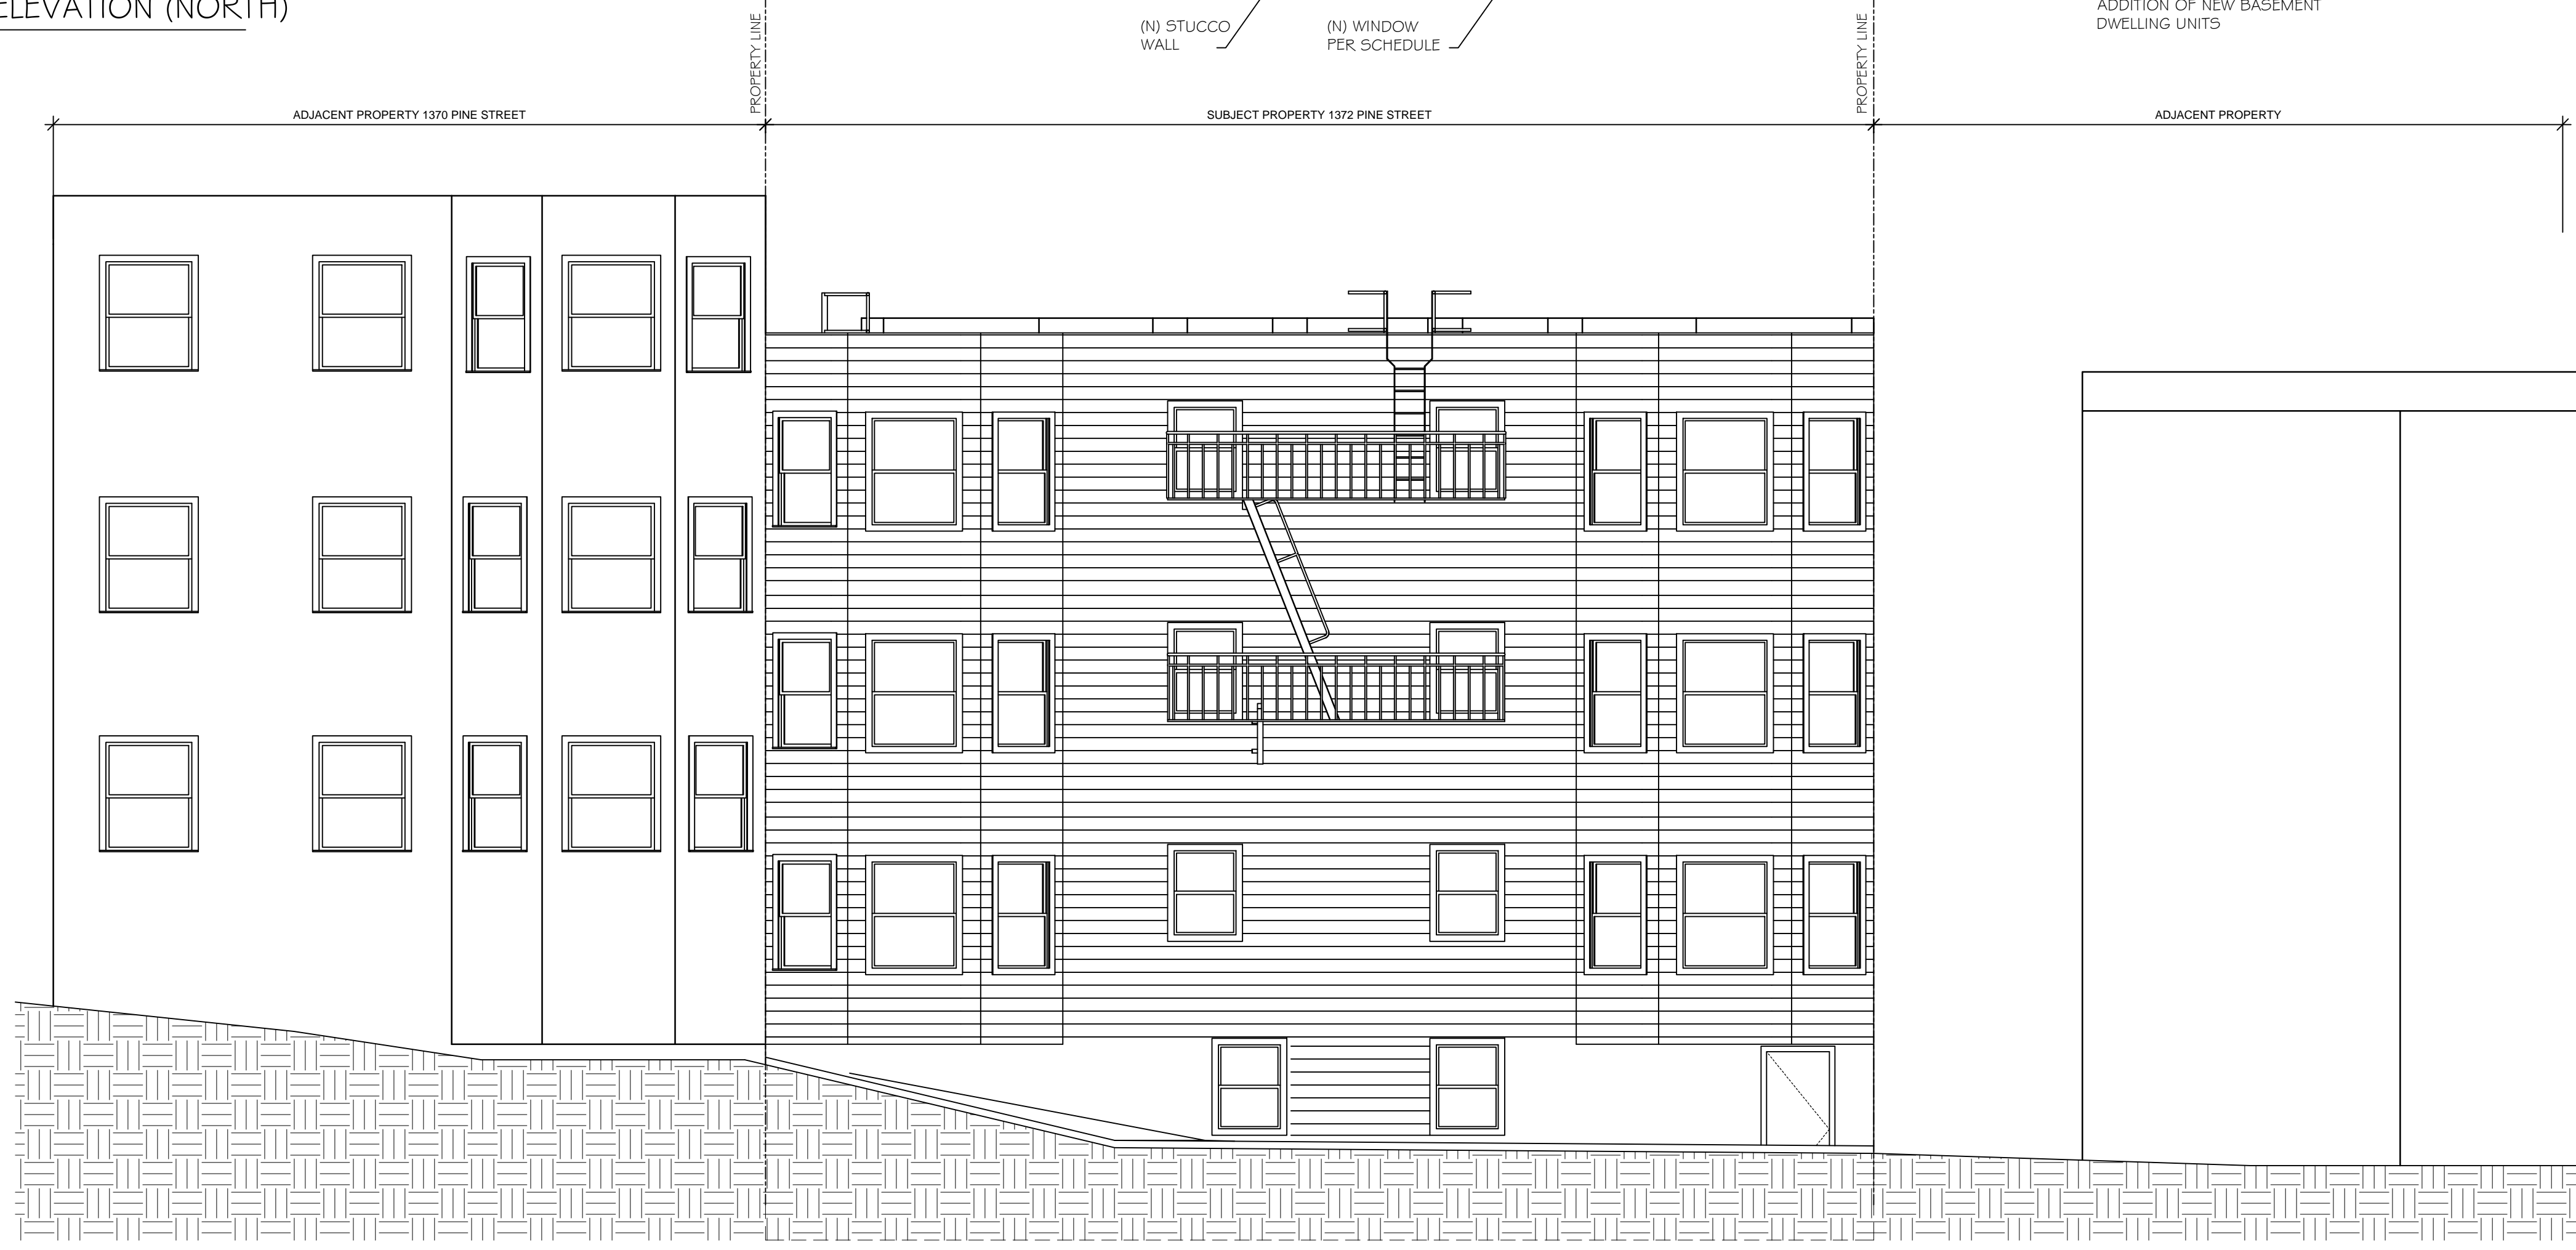 ELEVATION (NORTH)
(N) STUCCO
WALL
(N) WINDOW
PER SCHEDULE
ADDITION OF NEW BASEMENT
DWELLING UNITS
PROPERTY LINE
PROPERTY LINE
ADJACENT PROPERTY 1370 PINE STREET
SUBJECT PROPERTY 1372 PINE STREET
ADJACENT PROPERTY